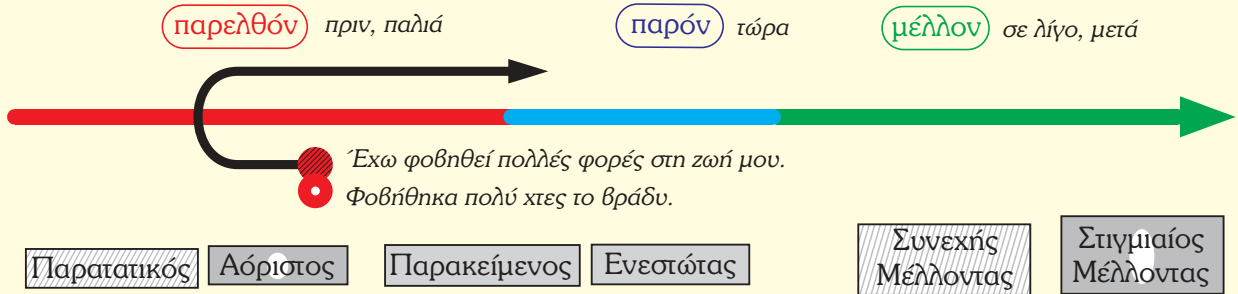 παρελθόν πριν, παλιά παρόν τώρα μέλλον σε λίγο, μετά
Έχω φοβηθεί πολλές φορές στη ζωή μου.
Φοβήθηκα πολύ χτες το βράδυ.
Παρατατικός Αόριστος Παρακείμενος Ενεστώτας
Συνεχής
Μέλλοντας
Στιγμιαίος
Μέλλοντας